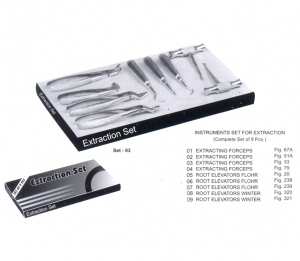 Extraction Set
Set - 03
INSTRUMENTS SET FOR EXTRACTION
(Complete Set of 9 Pcs.)
01 EXTRACTING FORCEPS Fig. 67A
02 EXTRACTING FORCEPS Fig. 51A
03 EXTRACTING FORCEPS Fig. 33
04 EXTRACTING FORCEPS Fig. 79
05 ROOT ELEVATORS FLOHR Fig. 20
06 ROOT ELEVATORS FLOHR Fig. 238
07 ROOT ELEVATORS FLOHR Fig. 239
08 ROOT ELEVATORS WINTER Fig. 320
09 ROOT ELEVATORS WINTER Fig. 321
Extraction Set
Extraction Set